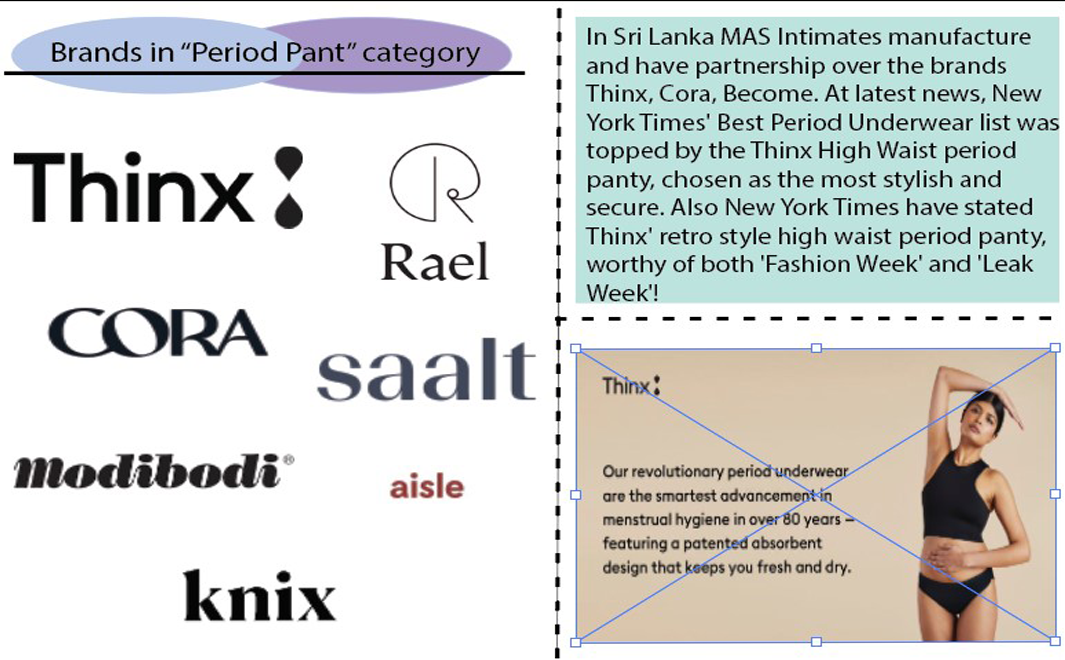 Brands in “Period Pant” category
Thinx
Rael
CORA
saalt
modibodi®
aisle
knix
In Sri Lanka MAS Intimates manufacture
and have partnership over the brands
Thinx, Cora, Become. At latest news, New
York Times' Best Period Underwear list was
topped by the Thinx High Waist period
panty, chosen as the most stylish and
secure. Also New York Times have stated
Thinx' retro style high waist period panty,
worthy of both 'Fashion Week' and 'Leak
Week'!
Thinx
Our revolutionary period underwear
are the smartest advancement in
menstrual hygiene in over 80 years –
featuring a patented absorbent
design that keeps you fresh and dry.